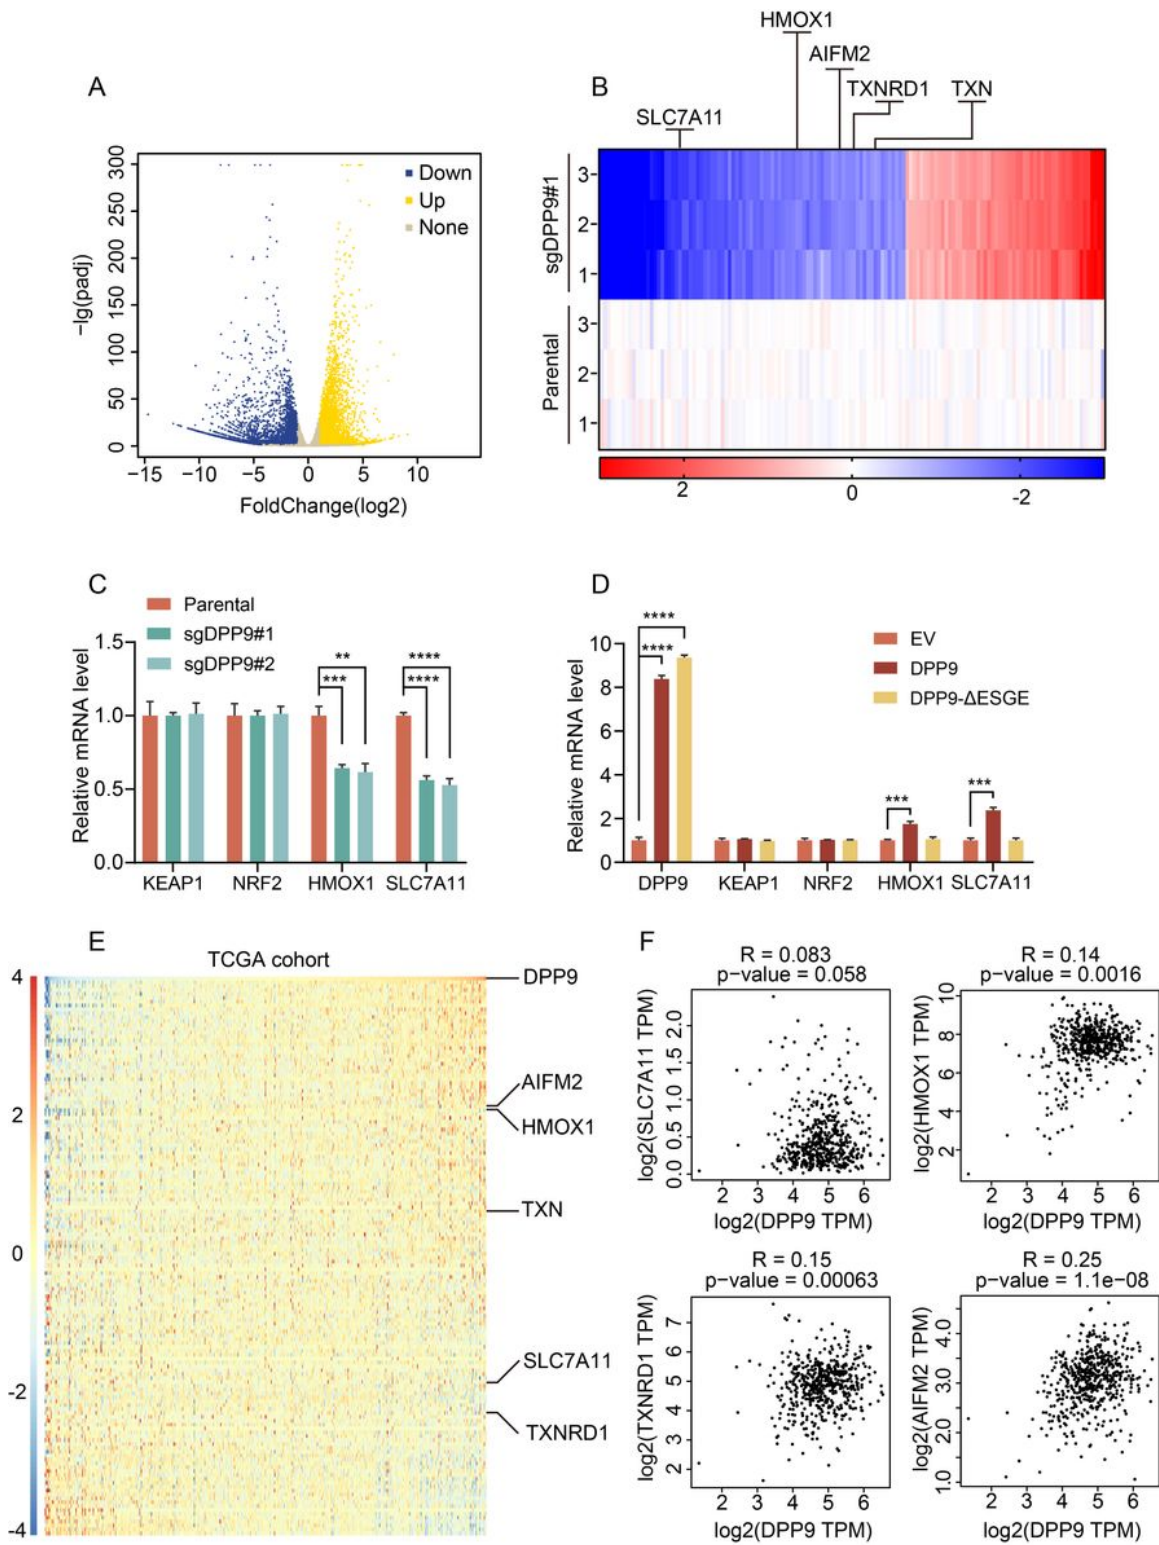 A
300
250
200
150
100
50
0
−lg(padj)
Down
Up
None
−15
−10
−5
0
5
10
FoldChange(log2)
B
HMOX1
AIFM2
TXNRD1
TXN
SLC7A11
sgDPP9#1
3
2
1
Parental
3
2
1
2
0
-2
C
Parental
sgDPP9#1
sgDPP9#2
Relative mRNA level
1.5
1.0
0.5
0.0
**
***
****
****
KEAP1
NRF2
HMOX1
SLC7A11
D
EV
DPP9
DPP9-ΔESGE
Relative mRNA level
10
8
6
4
2
0
****
****
***
***
DPP9
KEAP1
NRF2
HMOX1
SLC7A11
E
TCGA cohort
4
2
0
-2
-4
DPP9
AIFM2
HMOX1
TXN
SLC7A11
TXNRD1
F
R = 0.083
p−value = 0.058
log2(SLC7A11 TPM)
2.0
1.5
1.0
0.5
0.0
1
2
3
4
5
6
log2(DPP9 TPM)
R = 0.14
p−value = 0.0016
log2(HMOX1 TPM)
10
8
6
4
2
2
3
4
5
6
log2(DPP9 TPM)
R = 0.15
p−value = 0.00063
log2(TXNRD1 TPM)
7
6
5
4
3
2
2
3
4
5
6
log2(DPP9 TPM)
R = 0.25
p−value = 1.1e−08
log2(AIFM2 TPM)
4.0
3.0
2.0
1.0
2
3
4
5
6
log2(DPP9 TPM)